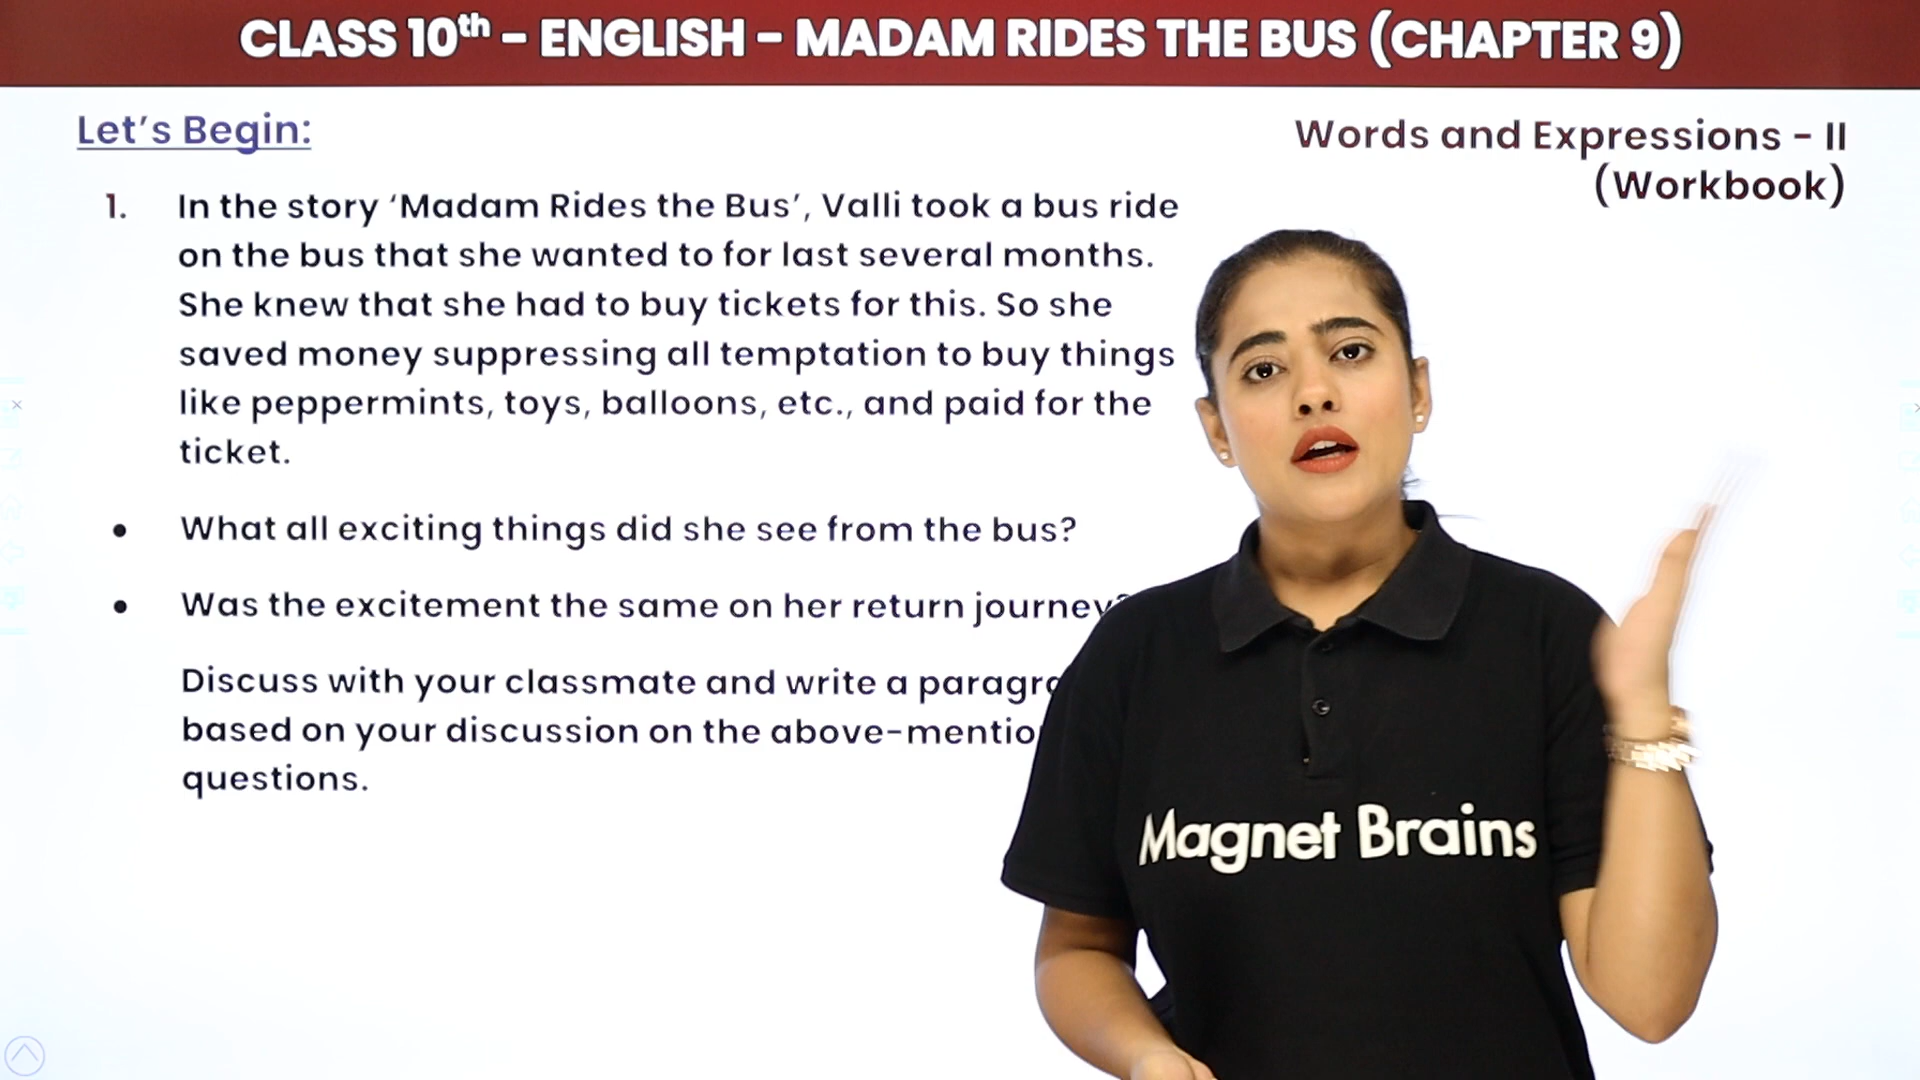 CLASS 10th - ENGLISH - MADAM RIDES THE BUS (CHAPTER 9)
Let's Begin:
Words and Expressions - II
(Workbook)
1. In the story ‘Madam Rides the Bus’, Valli took a bus ride
on the bus that she wanted to for last several months.
She knew that she had to buy tickets for this. So she
saved money suppressing all temptation to buy things
like peppermints, toys, balloons, etc., and paid for the
ticket.
• What all exciting things did she see from the bus?
• Was the excitement the same on her return journey?
Discuss with your classmate and write a
based on your discussion on the
questions.
Magnet Brains